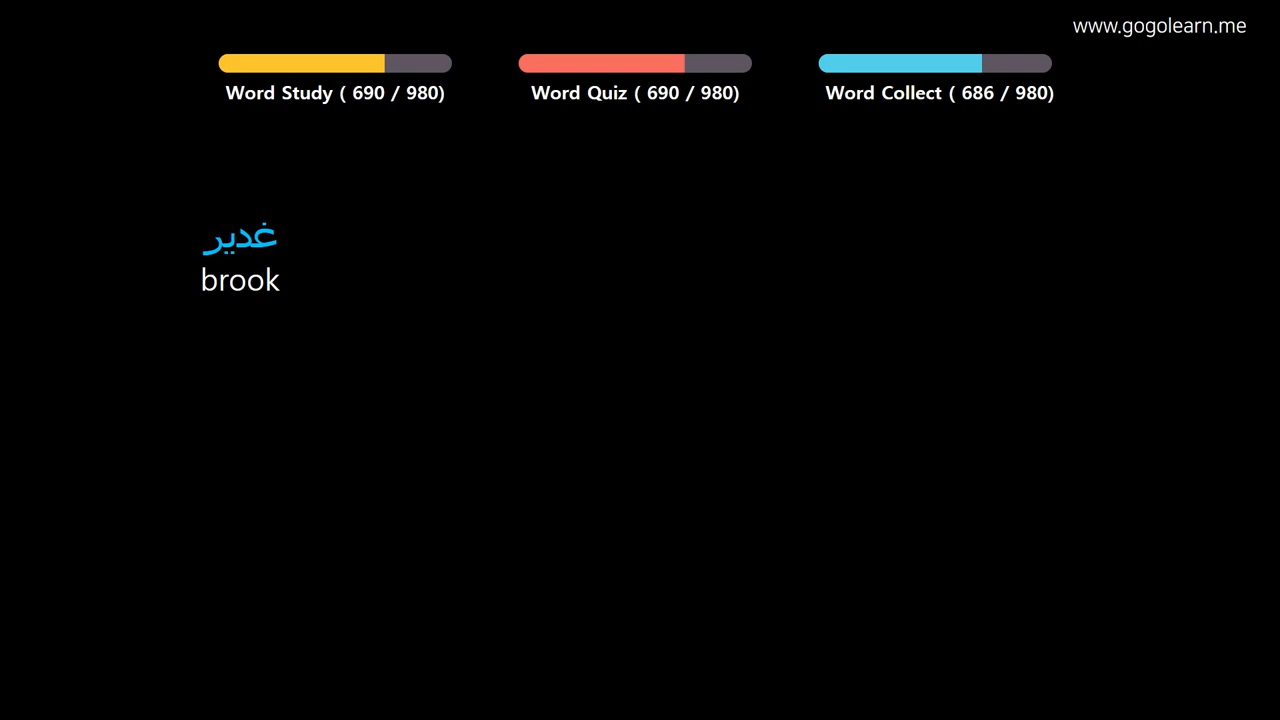 www.gogolearn.me
Word Study ( 690 / 980)
Word Quiz ( 690 / 980)
Word Collect ( 686 / 980)
غدير
brook